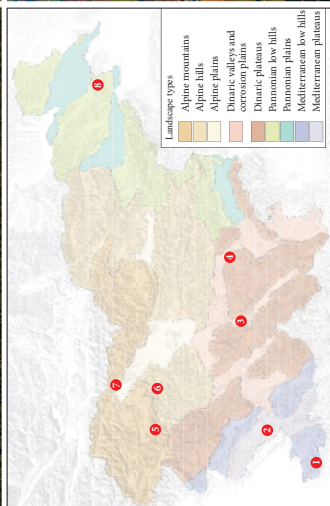 Landscape types
Alpine mountains
Alpine hills
Alpine plains
Dinaric valleys and
corrosion plains
Dinaric plateaus
Pannonian low hills
Pannonian plains
Mediterranean low hills
Mediterranean plateaus
8
7
6
5
4
3
2
1